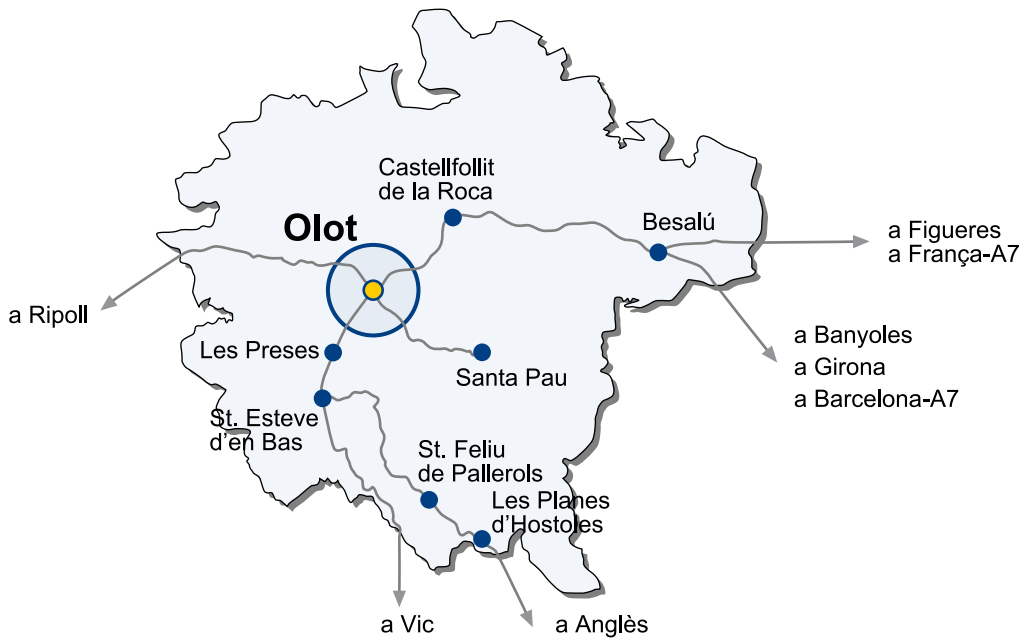 Castellfollit
de la Roca
Olot
Besalú
a Figueres
a França-A7
a Ripoll
Les Preses
Santa Pau
a Banyoles
a Girona
a Barcelona-A7
St. Esteve
d'en Bas
St. Feliu
de Pallerols
Les Planes
d'Hostoles
a Vic
a Anglès